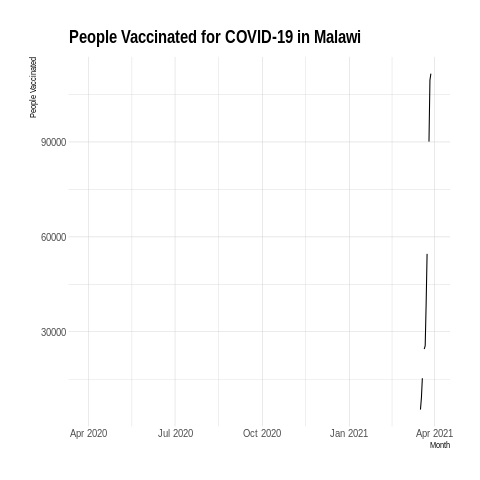 People Vaccinated for COVID-19 in Malawi
People Vaccinated
90000
60000
30000
Apr 2020 Jul 2020 Oct 2020 Jan 2021 Apr 2021
Month